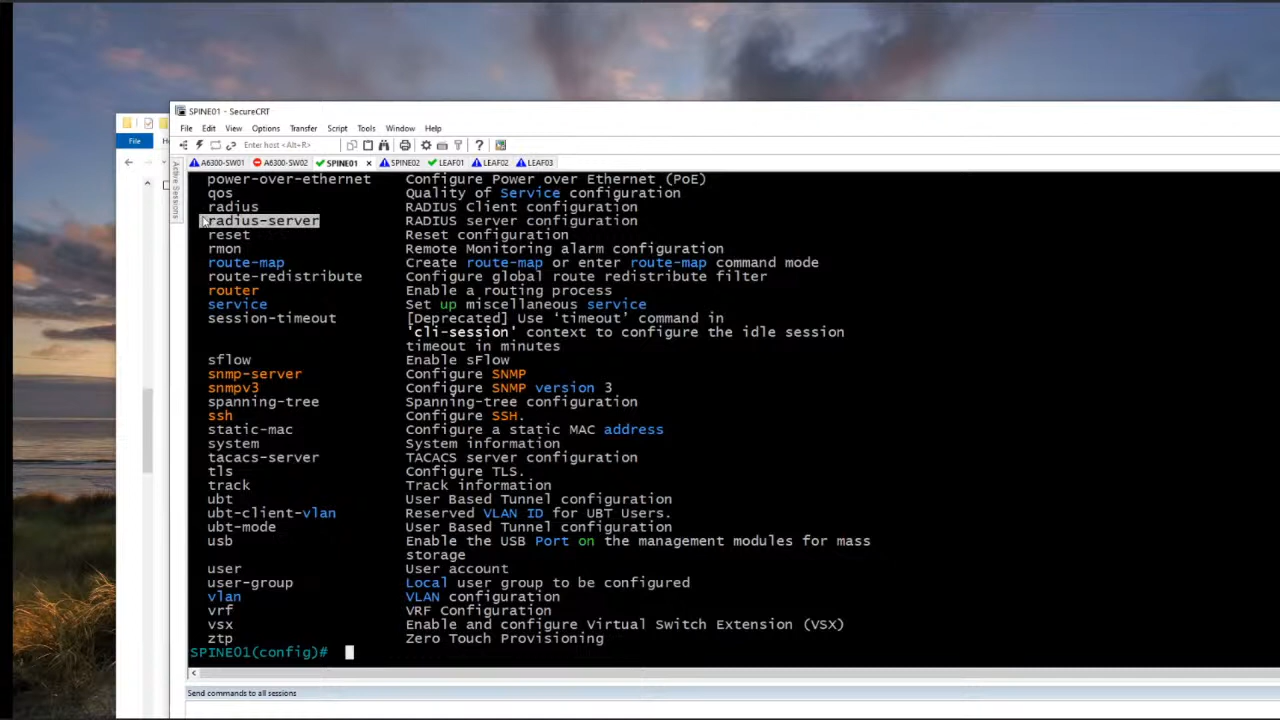 SPINE01 - SecureCRT
File Edit View Options Transfer Script Tools Window Help
File
Enter host <Alt+R>
A6300-SW01 A6300-SW02 SPINE01 × SPINE02 LEAF01 LEAF02 LEAF03
Active Sessions
power-over-ethernet Configure Power over Ethernet (PoE)
qos Quality of Service configuration
radius RADIUS Client configuration
radius-server RADIUS server configuration
reset Reset configuration
rmon Remote Monitoring alarm configuration
route-map Create route-map or enter route-map command mode
route-redistribute Configure global route redistribute filter
router Enable a routing process
service Set up miscellaneous service
session-timeout [Deprecated] Use 'timeout' command in
'cli-session' context to configure the idle session
timeout in minutes
sflow Enable sFlow
snmp-server Configure SNMP
snmpv3 Configure SNMP version 3
spanning-tree Spanning-tree configuration
ssh Configure SSH.
static-mac Configure a static MAC address
system System information
tacacs-server TACACS server configuration
tls Configure TLS.
track Track information
ubt User Based Tunnel configuration
ubt-client-vlan Reserved VLAN ID for UBT Users.
ubt-mode User Based Tunnel configuration
usb Enable the USB Port on the management modules for mass
storage
user User account
user-group Local user group to be configured
vlan VLAN configuration
vrf VRF Configuration
vsx Enable and configure Virtual Switch Extension (VSX)
ztp Zero Touch Provisioning
SPINE01(config)#
Send commands to all sessions